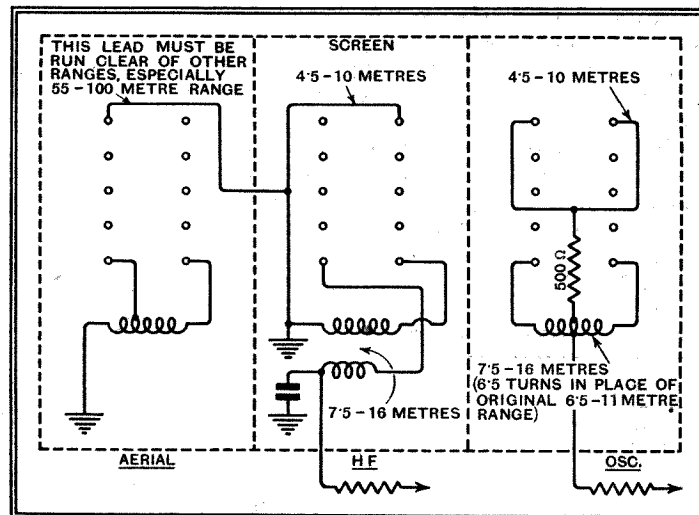 THIS LEAD MUST BE
RUN CLEAR OF OTHER
RANGES, ESPECIALLY
55-100 METRE RANGE
SCREEN
4·5-10 METRES
4·5-10 METRES
500 Ω
7·5-16 METRES
(6·5 TURNS IN PLACE OF
ORIGINAL 6·5-11 METRE
RANGE)
7·5-16 METRES
AERIAL
HF
OSC.